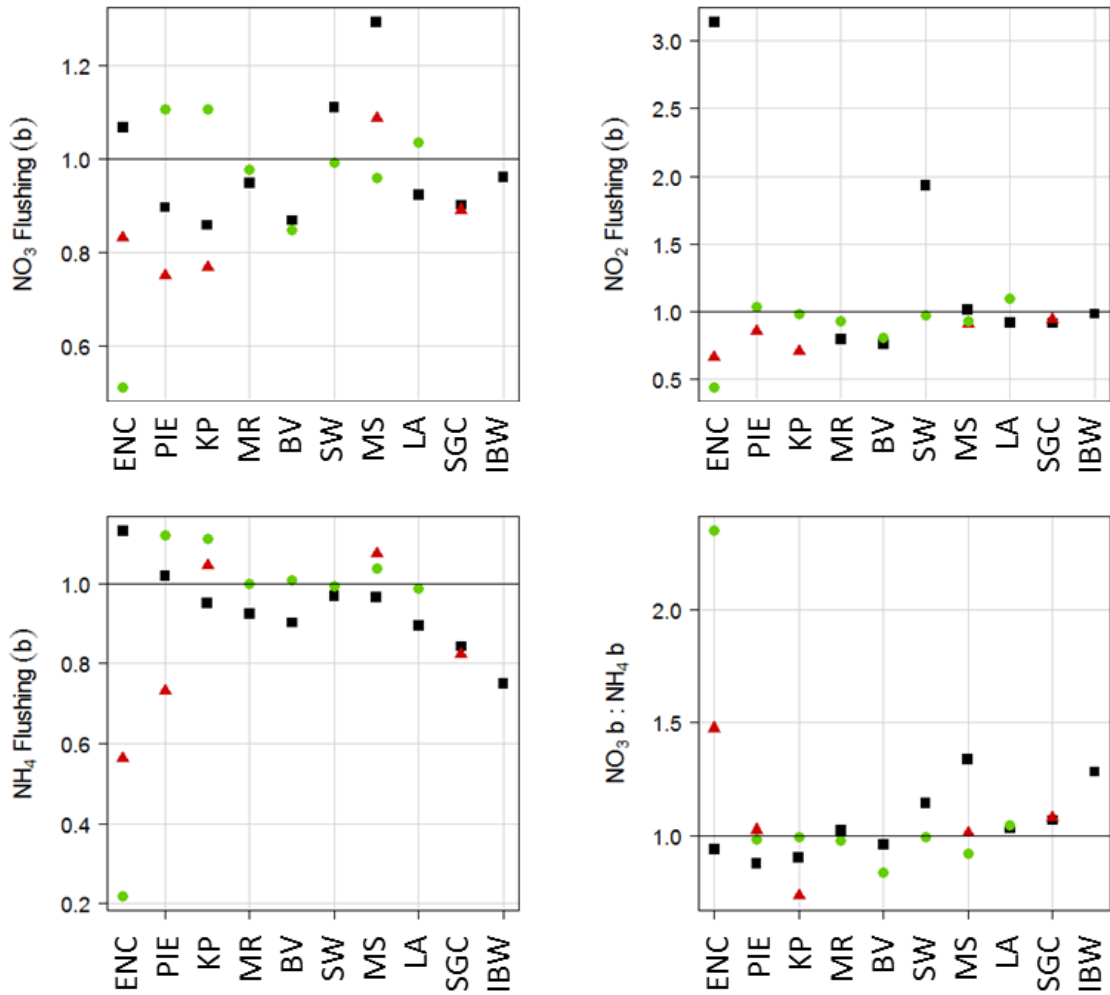 NO₃ Flushing (b)
1.2
1.0
0.8
0.6
ENC PIE KP MR BV SW MS LA SGC IBW
NO₂ Flushing (b)
3.0
2.5
2.0
1.5
1.0
0.5
ENC PIE KP MR BV SW MS LA SGC IBW
NH₄ Flushing (b)
1.0
0.8
0.6
0.4
0.2
ENC PIE KP MR BV SW MS LA SGC IBW
NO₃ b : NH₄ b
2.0
1.5
1.0
ENC PIE KP MR BV SW MS LA SGC IBW